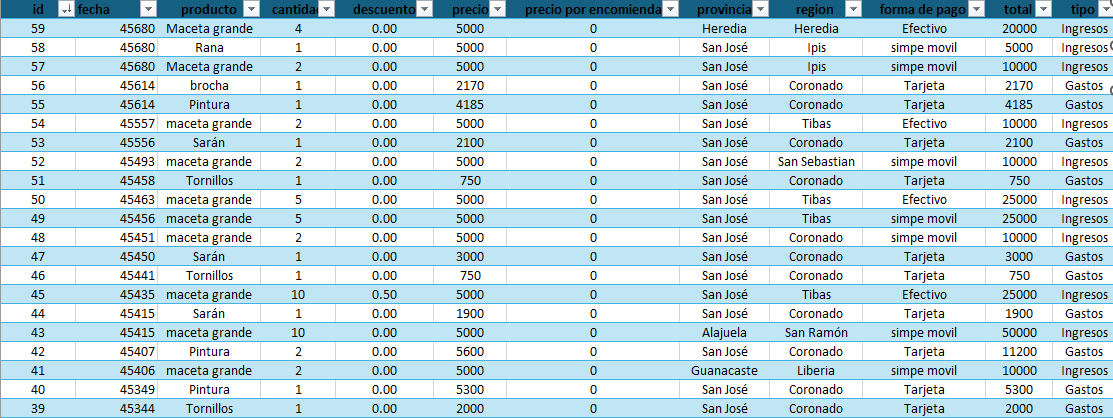 id fecha producto cantidad descuento precio precio por encomienda provincia region forma de pago total tipo
59 45680 Maceta grande 4 0.00 5000 0 Heredia Heredia Efectivo 20000 Ingresos
58 45680 Rana 1 0.00 5000 0 San José Ipis simpe movil 5000 Ingresos
57 45680 Maceta grande 2 0.00 5000 0 San José Ipis simpe movil 10000 Ingresos
56 45614 brocha 1 0.00 2170 0 San José Coronado Tarjeta 2170 Gastos
55 45614 Pintura 1 0.00 4185 0 San José Coronado Tarjeta 4185 Gastos
54 45557 maceta grande 2 0.00 5000 0 San José Tibas Efectivo 10000 Ingresos
53 45556 Sarán 1 0.00 2100 0 San José Coronado Tarjeta 2100 Gastos
52 45493 maceta grande 2 0.00 5000 0 San José San Sebastian simpe movil 10000 Ingresos
51 45458 Tornillos 1 0.00 750 0 San José Coronado Tarjeta 750 Gastos
50 45463 maceta grande 5 0.00 5000 0 San José Tibas Efectivo 25000 Ingresos
49 45456 maceta grande 5 0.00 5000 0 San José Tibas simpe movil 25000 Ingresos
48 45451 maceta grande 2 0.00 5000 0 San José Coronado simpe movil 10000 Ingresos
47 45450 Sarán 1 0.00 3000 0 San José Coronado Tarjeta 3000 Gastos
46 45441 Tornillos 1 0.00 750 0 San José Coronado Tarjeta 750 Gastos
45 45435 maceta grande 10 0.50 5000 0 San José Tibas Efectivo 25000 Ingresos
44 45415 Sarán 1 0.00 1900 0 San José Coronado Tarjeta 1900 Gastos
43 45415 maceta grande 10 0.00 5000 0 Alajuela San Ramón simpe movil 50000 Ingresos
42 45407 Pintura 2 0.00 5600 0 San José Coronado Tarjeta 11200 Gastos
41 45406 maceta grande 2 0.00 5000 0 Guanacaste Liberia simpe movil 10000 Ingresos
40 45349 Pintura 1 0.00 5300 0 San José Coronado Tarjeta 5300 Gastos
39 45344 Tornillos 1 0.00 2000 0 San José Coronado Tarjeta 2000 Gastos